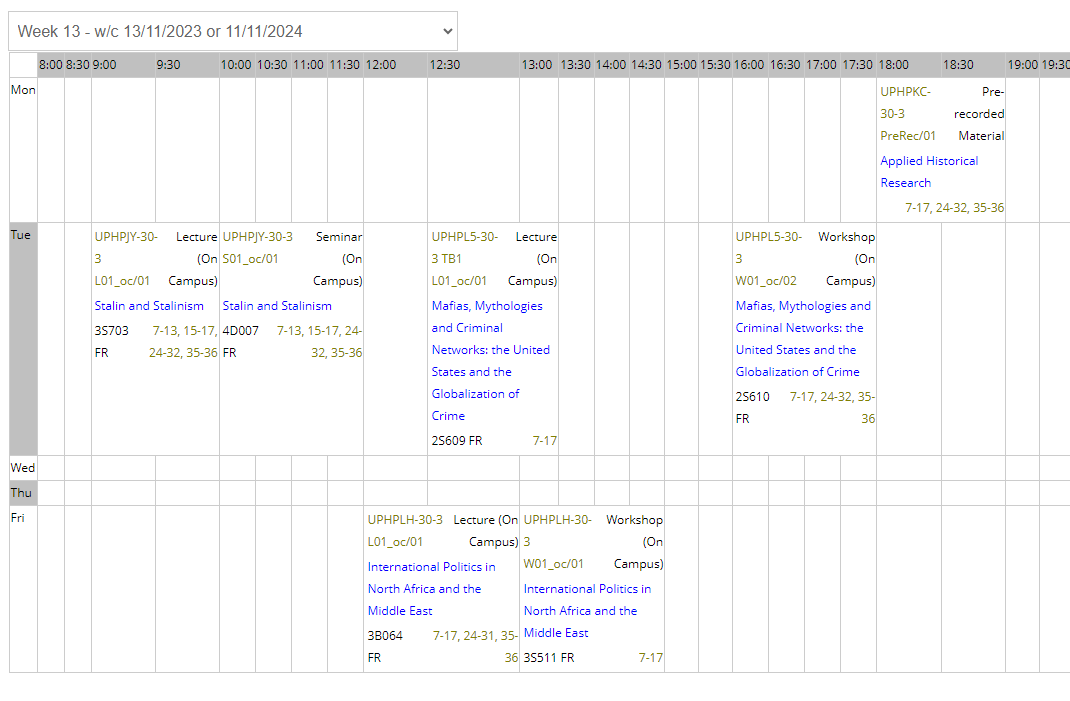 Week 13 - w/c 13/11/2023 or 11/11/2024
8:00 8:30 9:00 9:30 10:00 10:30 11:00 11:30 12:00 12:30 13:00 13:30 14:00 14:30 15:00 15:30 16:00 16:30 17:00 17:30 18:00 18:30 19:00 19:30
Mon
UPHPKC- Pre-
30-3 recorded
PreRec/01 Material
Applied Historical
Research
7-17, 24-32, 35-36
Tue
UPHPJY-30- Lecture
3 (On
L01_oc/01 Campus)
Stalin and Stalinism
3S703 7-13, 15-17,
FR 24-32, 35-36
UPHPJY-30-3 Seminar
S01_oc/01 (On
Campus)
Stalin and Stalinism
4D007 7-13, 15-17, 24-
FR 32, 35-36
UPHPL5-30- Lecture
3 TB1 (On
L01_oc/01 Campus)
Mafias, Mythologies
and Criminal
Networks: the United
States and the
Globalization of
Crime
2S609 FR 7-17
UPHPL5-30- Workshop
3 (On
W01_oc/02 Campus)
Mafias, Mythologies and
Criminal Networks: the
United States and the
Globalization of Crime
2S610 7-17, 24-32, 35-
FR 36
Wed
Thu
Fri
UPHPLH-30-3 Lecture (On
L01_oc/01 Campus)
International Politics in
North Africa and the
Middle East
3B064 7-17, 24-31, 35-
FR 36
UPHPLH-30- Workshop
3 (On
W01_oc/01 Campus)
International Politics in
North Africa and the
Middle East
3S511 FR 7-17